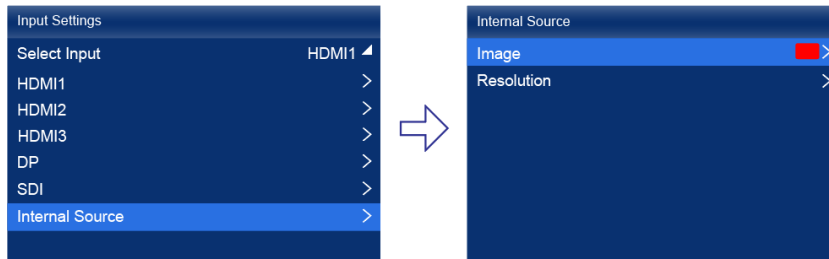 Input Settings
Select Input HDMI1
HDMI1
HDMI2
HDMI3
DP
SDI
Internal Source
Internal Source
Image
Resolution